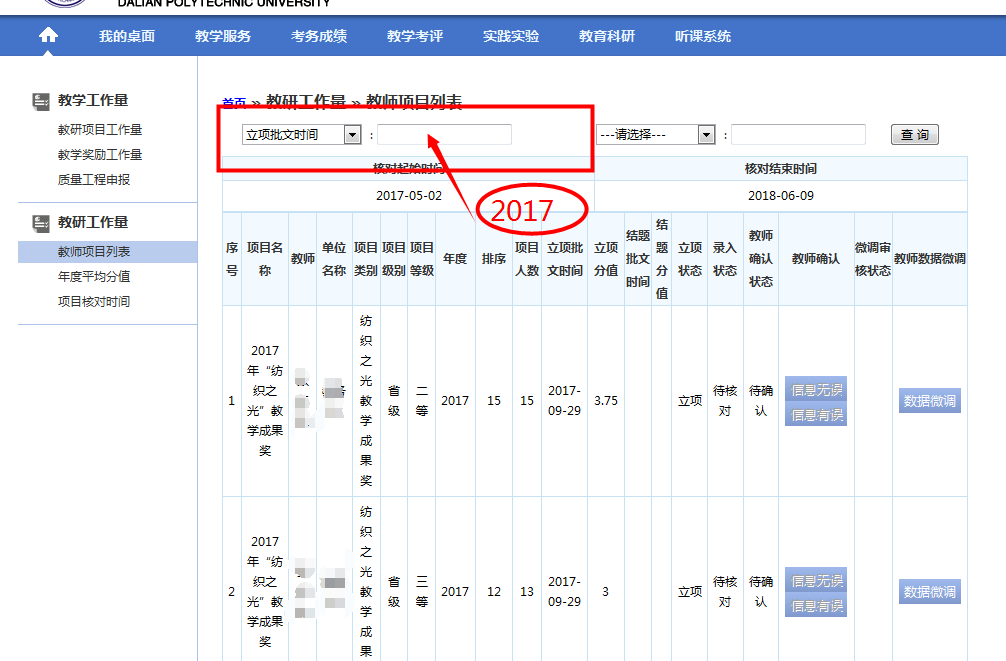 DALIAN POLYTECHNIC UNIVERSITY
我的桌面 教学服务 考务成绩 教学考评 实践实验 教育科研 听课系统
教学工作量
教研项目工作量
教学奖励工作量
质量工程申报
教研工作量
教师项目列表
年度平均分值
项目核对时间
首页 » 教研工作量 » 教师项目列表
立项批文时间 : ---请选择--- : 查 询
核对起始时间 核对结束时间
2017-05-02 2018-06-09
2017
序号 项目名称 教师 单位名称 项目类别 项目级别 项目等级 年度 排序 项目人数 立项批文时间 立项分值 结题批文时间 结题分值 立项状态 录入状态 教师确认状态 教师确认 微调审核状态 教师数据微调
1 2017年“纺织之光”教学成果奖 纺织之光教学成果奖 省级 二等 2017 15 15 2017-09-29 3.75 立项 待核对 待确认 信息无误 信息有误 数据微调
2 2017年“纺织之光”教学成果奖 纺织之光教学成果 省级 三等 2017 12 13 2017-09-29 3 立项 待核对 待确认 信息无误 信息有误 数据微调